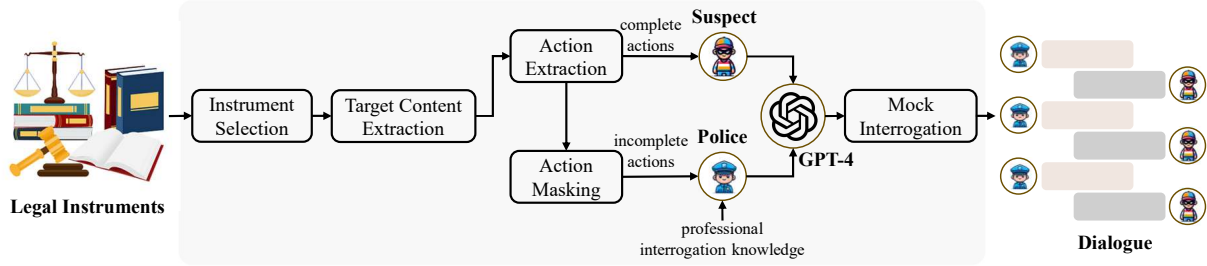 Legal Instruments
Instrument
Selection
Target Content
Extraction
Action
Extraction
complete
actions
Suspect
Action
Masking
incomplete
actions
Police
professional
interrogation knowledge
GPT-4
Mock
Interrogation
Dialogue